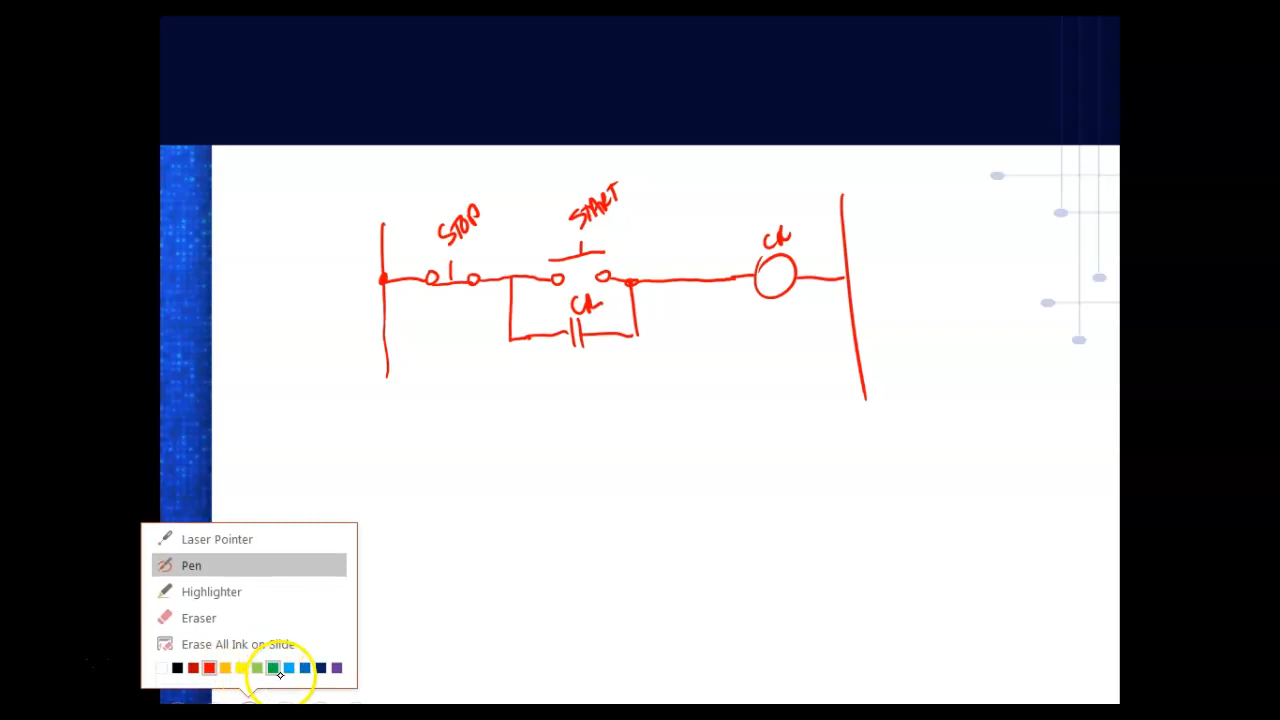 STOP
START
CR
CR
Laser Pointer
Pen
Highlighter
Eraser
Erase All Ink on Slide